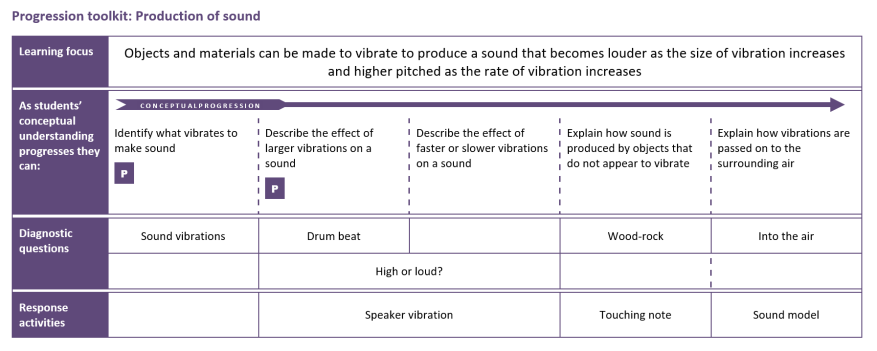 Progression toolkit: Production of sound
Learning focus
Objects and materials can be made to vibrate to produce a sound that becomes louder as the size of vibration increases
and higher pitched as the rate of vibration increases
As students’
conceptual
understanding
progresses they
can:
CONCEPTUAL PROGRESSION
Identify what vibrates to
make sound
P
Describe the effect of
larger vibrations on a
sound
P
Describe the effect of
faster or slower vibrations
on a sound
Explain how sound is
produced by objects that
do not appear to vibrate
Explain how vibrations are
passed on to the
surrounding air
Diagnostic
questions
Sound vibrations
Drum beat
Wood-rock
Into the air
High or loud?
Response
activities
Speaker vibration
Touching note
Sound model